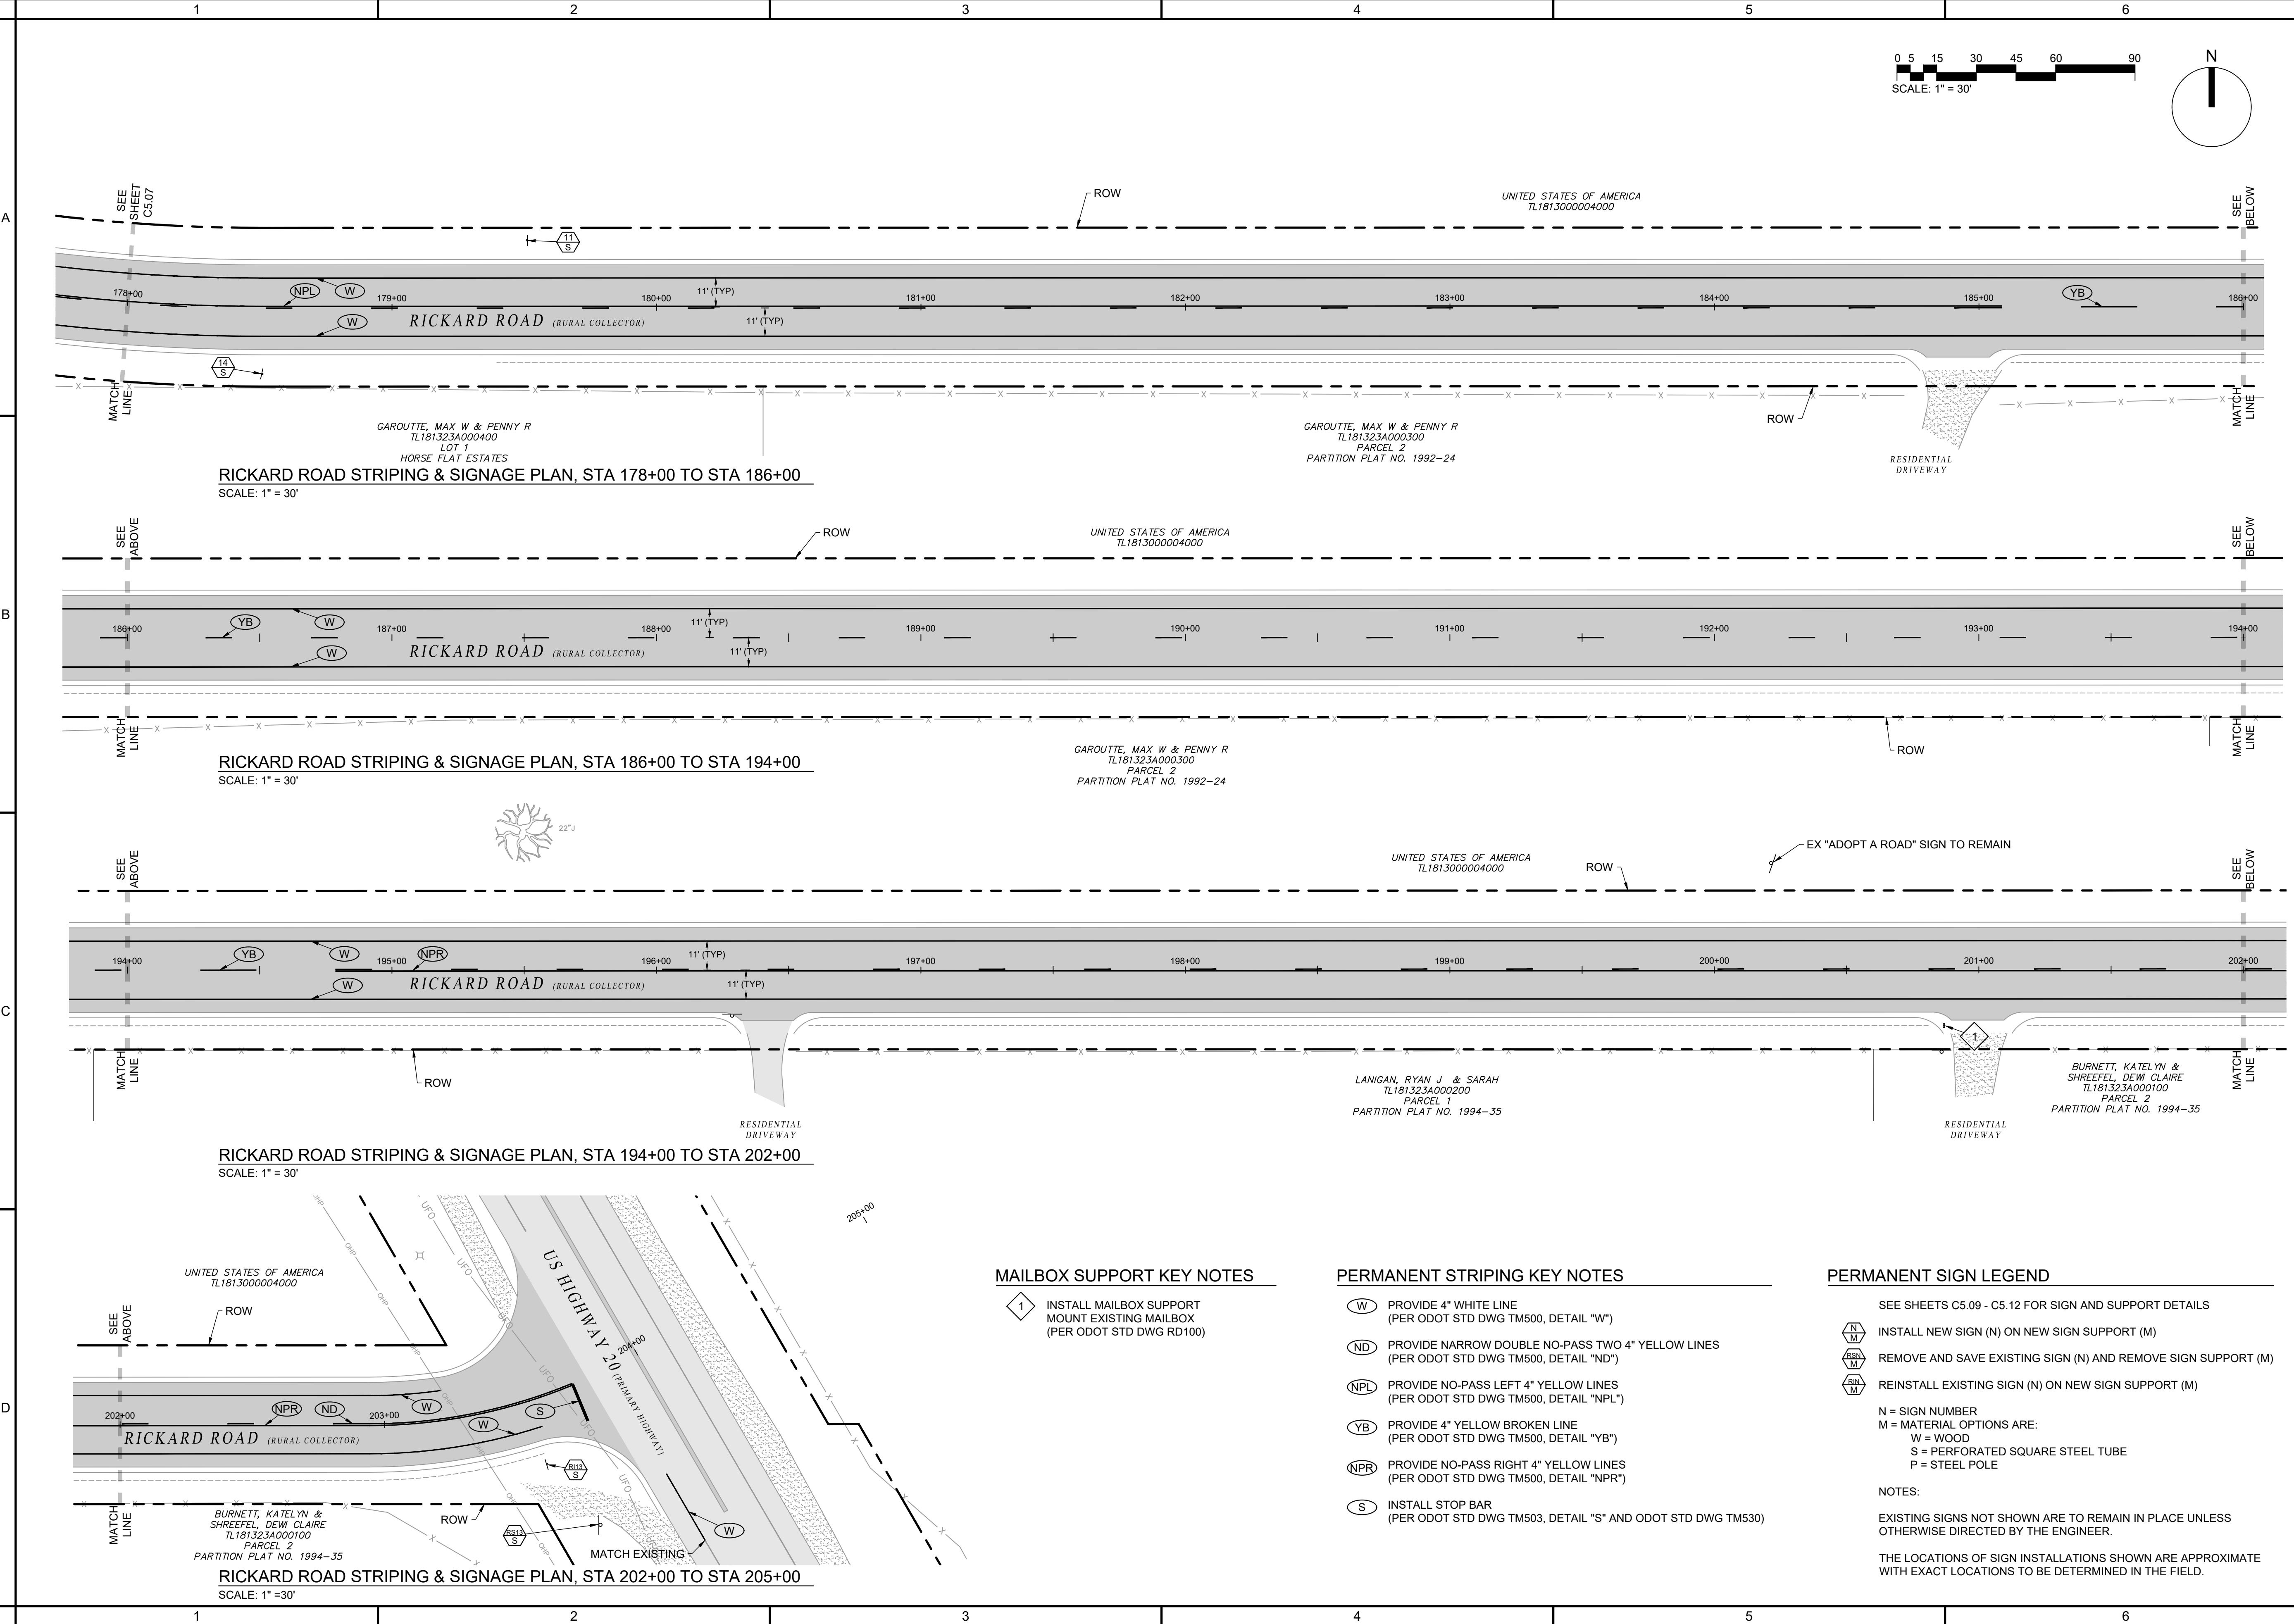 1 2 3 4 5 6
0 5 15 30 45 60 90
SCALE: 1" = 30'
N
A
SEE
SHEET
C5.07
ROW
UNITED STATES OF AMERICA
TL1813000004000
SEE
BELOW
11
S
NPL
W
11' (TYP)
YB
178+00 179+00 180+00 181+00 182+00 183+00 184+00 185+00 186+00
W
RICKARD ROAD (RURAL COLLECTOR)
11' (TYP)
14
S
MATCH
LINE
ROW
MATCH
LINE
GAROUTTE, MAX W & PENNY R
TL181323A000400
LOT 1
HORSE FLAT ESTATES
GAROUTTE, MAX W & PENNY R
TL181323A000300
PARCEL 2
PARTITION PLAT NO. 1992-24
RESIDENTIAL
DRIVEWAY
RICKARD ROAD STRIPING & SIGNAGE PLAN, STA 178+00 TO STA 186+00
SCALE: 1" = 30'
B
SEE
ABOVE
ROW
UNITED STATES OF AMERICA
TL1813000004000
SEE
BELOW
YB
W
11' (TYP)
186+00 187+00 188+00 189+00 190+00 191+00 192+00 193+00 194+00
W
RICKARD ROAD (RURAL COLLECTOR)
11' (TYP)
MATCH
LINE
ROW
MATCH
LINE
GAROUTTE, MAX W & PENNY R
TL181323A000300
PARCEL 2
PARTITION PLAT NO. 1992-24
RICKARD ROAD STRIPING & SIGNAGE PLAN, STA 186+00 TO STA 194+00
SCALE: 1" = 30'
C
22"J
SEE
ABOVE
UNITED STATES OF AMERICA
TL1813000004000
ROW
EX "ADOPT A ROAD" SIGN TO REMAIN
SEE
BELOW
YB
W
NPR
11' (TYP)
194+00 195+00 196+00 197+00 198+00 199+00 200+00 201+00 202+00
W
RICKARD ROAD (RURAL COLLECTOR)
11' (TYP)
1
MATCH
LINE
ROW
MATCH
LINE
LANIGAN, RYAN J & SARAH
TL181323A000200
PARCEL 1
PARTITION PLAT NO. 1994-35
BURNETT, KATELYN &
SHREEFEL, DEWI CLAIRE
TL181323A000100
PARCEL 2
PARTITION PLAT NO. 1994-35
RESIDENTIAL
DRIVEWAY
RESIDENTIAL
DRIVEWAY
RICKARD ROAD STRIPING & SIGNAGE PLAN, STA 194+00 TO STA 202+00
SCALE: 1" = 30'
D
OHP
UFO
205+00
UNITED STATES OF AMERICA
TL1813000004000
ROW
OHP
UFO
US HIGHWAY 20 (PRIMARY HIGHWAY)
SEE
ABOVE
OHP
UFO
204+00
UFO
OHP
NPR
ND
W
S
202+00 203+00
W
UFO
RICKARD ROAD (RURAL COLLECTOR)
OHP
RI13
S
UFO
OHP
MATCH
LINE
ROW
RS13
S
W
OHP
MATCH EXISTING
BURNETT, KATELYN &
SHREEFEL, DEWI CLAIRE
TL181323A000100
PARCEL 2
PARTITION PLAT NO. 1994-35
RICKARD ROAD STRIPING & SIGNAGE PLAN, STA 202+00 TO STA 205+00
SCALE: 1" =30'
MAILBOX SUPPORT KEY NOTES
1 INSTALL MAILBOX SUPPORT
MOUNT EXISTING MAILBOX
(PER ODOT STD DWG RD100)
PERMANENT STRIPING KEY NOTES
W PROVIDE 4" WHITE LINE
(PER ODOT STD DWG TM500, DETAIL "W")
ND PROVIDE NARROW DOUBLE NO-PASS TWO 4" YELLOW LINES
(PER ODOT STD DWG TM500, DETAIL "ND")
NPL PROVIDE NO-PASS LEFT 4" YELLOW LINES
(PER ODOT STD DWG TM500, DETAIL "NPL")
YB PROVIDE 4" YELLOW BROKEN LINE
(PER ODOT STD DWG TM500, DETAIL "YB")
NPR PROVIDE NO-PASS RIGHT 4" YELLOW LINES
(PER ODOT STD DWG TM500, DETAIL "NPR")
S INSTALL STOP BAR
(PER ODOT STD DWG TM503, DETAIL "S" AND ODOT STD DWG TM530)
PERMANENT SIGN LEGEND
SEE SHEETS C5.09 - C5.12 FOR SIGN AND SUPPORT DETAILS
N
M INSTALL NEW SIGN (N) ON NEW SIGN SUPPORT (M)
RSN
M REMOVE AND SAVE EXISTING SIGN (N) AND REMOVE SIGN SUPPORT (M)
RIN
M REINSTALL EXISTING SIGN (N) ON NEW SIGN SUPPORT (M)
N = SIGN NUMBER
M = MATERIAL OPTIONS ARE:
W = WOOD
S = PERFORATED SQUARE STEEL TUBE
P = STEEL POLE
NOTES:
EXISTING SIGNS NOT SHOWN ARE TO REMAIN IN PLACE UNLESS
OTHERWISE DIRECTED BY THE ENGINEER.
THE LOCATIONS OF SIGN INSTALLATIONS SHOWN ARE APPROXIMATE
WITH EXACT LOCATIONS TO BE DETERMINED IN THE FIELD.
1 2 3 4 5 6